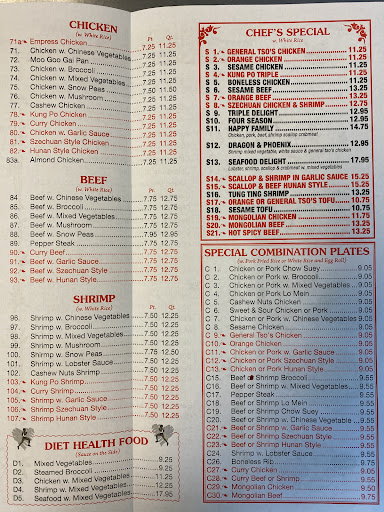 CHICKEN
(w. White Rice)
Pt. Qt.
71a. Empress Chicken 7.25 11.25
71. Chicken w. Chinese Vegetables 7.25 11.25
72. Moo Goo Gai Pan 7.25 11.25
73. Chicken w. Broccoli 7.25 11.25
74. Chicken w. Mixed Vegetables 7.25 11.25
75. Chicken w. Snow Peas 7.50 11.50
76. Chicken w. Mushroom 7.25 11.25
77. Cashew Chicken 7.25 11.25
78. Kung Po Chicken 7.25 11.25
79. Curry Chicken 7.25 11.25
80. Chicken w. Garlic Sauce 7.25 11.25
81. Szechuan Style Chicken 7.25 11.25
82. Hunan Style Chicken 7.25 11.25
83a. Almond Chicken 7.25 11.25
BEEF
(w. White Rice)
Pt. Qt.
84 Beef w. Chinese Vegetables 7.75 12.75
85. Beef w. Broccoli 7.75 12.75
86. Beef w. Mixed Vegetables 7.75 12.75
87. Beef w. Mushroom 7.75 12.75
88. Beef w. Snow Peas 7.95 12.95
89. Pepper Steak 7.75 12.75
90. Curry Beef 7.75 12.75
91. Beef w. Garlic Sauce 7.75 12.75
92. Beef w. Szechuan Style 7.75 12.75
93. Beef w. Hunan Style 7.75 12.75
SHRIMP
(w. White Rice)
Pt. Qt.
96. Shrimp w. Chinese Vegetables 7.50 12.25
97. Shrimp w. Broccoli 7.50 12.25
98. Shrimp w. Mixed Vegetables 7.50 12.25
99. Shrimp w. Mushroom 7.50 12.25
100. Shrimp w. Snow Peas 7.50 12.50
101. Shrimp w. Lobster Sauce 7.50 12.25
102. Cashew Nuts Shrimp 7.50 12.25
103. Kung Po Shrimp 7.50 12.25
104. Curry Shrimp 7.50 12.25
105. Shrimp w. Garlic Sauce 7.50 12.25
106. Shrimp Szechuan Style 7.50 12.25
107. Shrimp Hunan Style 7.50 12.25
DIET HEALTH FOOD
(Sauce on the Side)
D1. Mixed Vegetables 9.25
D2. Steamed Broccoli 9.25
D3. Chicken w. Mixed Vegetables 11.25
D4. Shrimp w. Mixed Vegetables 12.25
D5. Seafood w. Mixed Vegetables 17.95
CHEF'S SPECIAL
w. White Rice
S 1. GENERAL TSO'S CHICKEN 11.25
S 2. ORANGE CHICKEN 11.25
S 3. SESAME CHICKEN 11.25
S 4. KUNG PO TRIPLE 11.25
S 5. BONELESS CHICKEN 11.25
S 6. SESAME BEEF 13.25
S 7. ORANGE BEEF 13.25
S 8. SZECHUAN CHICKEN & SHRIMP 12.75
S 9. TRIPLE DELIGHT 12.95
S10. FOUR SEASON 12.95
S11. HAPPY FAMILY 14.75
S12. DRAGON & PHOENIX 12.95
Shrimp mixed vegetable, white sauce & general tso's chicken
S13. SEAFOOD DELIGHT 17.95
S14. SCALLOP & SHRIMP IN GARLIC SAUCE 15.25
S15. SCALLOP & BEEF HUNAN STYLE 15.25
S16. TUNG TING SHRIMP 13.25
S17. ORANGE OR GENERAL TSO'S TOFU 10.75
S18. SESAME TOFU 10.75
S19. MONGOLIAN CHICKEN 11.75
S20. MONGOLIAN BEEF 13.25
S21. HOT SPICY BEEF 13.25
SPECIAL COMBINATION PLATES
(w. Pork Fried Rice or White Rice and Egg Roll)
C 1. Chicken or Pork Chow Suey 9.05
C 2. Chicken or Pork w. Broccoli 9.05
C 3. Chicken or Pork w. Mixed Vegetables 9.05
C 4. Chicken or Pork Lo Mein 9.05
C 5. Cashew Nuts Chicken 9.05
C 6. Sweet & Sour Chicken or Pork 9.05
C 7. Chicken or Pork w. Chinese Vegetables 9.05
C 8. Sesame Chicken 9.05
C 9. General Tso's Chicken 9.05
C10. Orange Chicken 9.05
C11. Chicken or Pork w. Garlic Sauce 9.05
C12. Chicken or Pork Szechuan Style 9.05
C13. Chicken or Pork Hunan Style 9.05
C15. Beef Shrimp Broccoli 9.55
C16. Beef or Shrimp w. Mixed Vegetables 9.55
C17. Pepper Steak 9.55
C18. Beef or Shrimp Lo Mein 9.55
C19. Beef or Shrimp Chow Suey 9.55
C20. Beef or Shrimp w. Chinese Vegetable 9.55
C21. Beef or Shrimp w. Garlic Sauce 9.55
C22. Beef or Shrimp Szechuan Style 9.55
C23. Beef or Shrimp Hunan Style 9.55
C24. Shrimp w. Lobster Sauce 9.55
C26. Boneless Rib 9.55
C27. Curry Chicken 9.05
C28. Curry Beef or Shrimp 9.55
C29. Mongolian Chicken 9.50
C30. Mongolian Beef 9.75